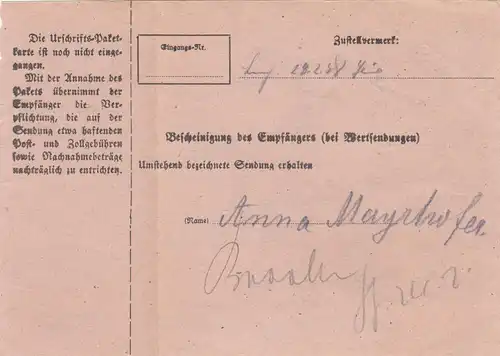 Die Urschrifts-Paket-
karte ist noch nicht einge-
gangen.
Mit der Annahme des
Pakets übernimmt der
Empfänger die Ver-
pflichtung, die auf der
Sendung etwa haftenden
Post- und Zollgebühren
sowie Nachnahmebeträge
nachträglich zu entrichten.
Eingangs-Nr.
Zustellvermerk:
Bescheinigung des Empfängers (bei Wertsendungen)
Umstehend bezeichnete Sendung erhalten
(Name) Anna Mayrhofer